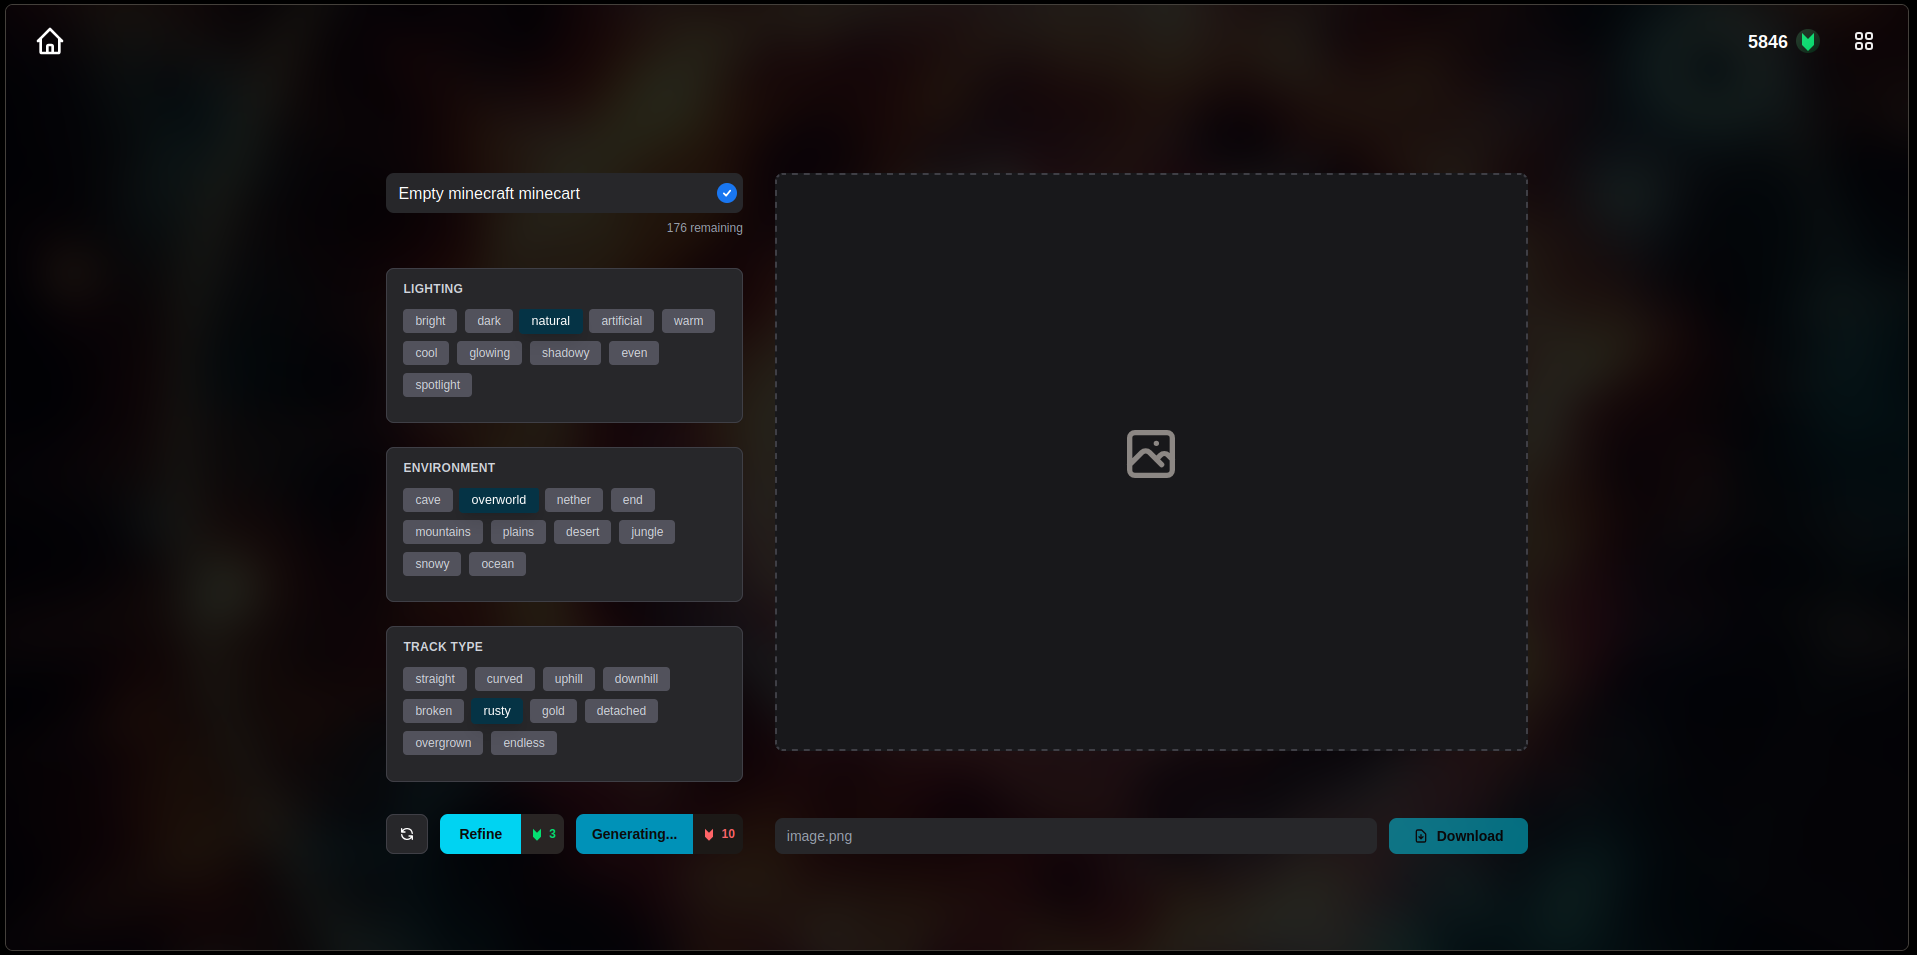 5846
Empty minecraft minecart
176 remaining
LIGHTING
bright dark natural artificial warm
cool glowing shadowy even
spotlight
ENVIRONMENT
cave overworld nether end
mountains plains desert jungle
snowy ocean
TRACK TYPE
straight curved uphill downhill
broken rusty gold detached
overgrown endless
Refine 3 Generating... 10
image.png Download